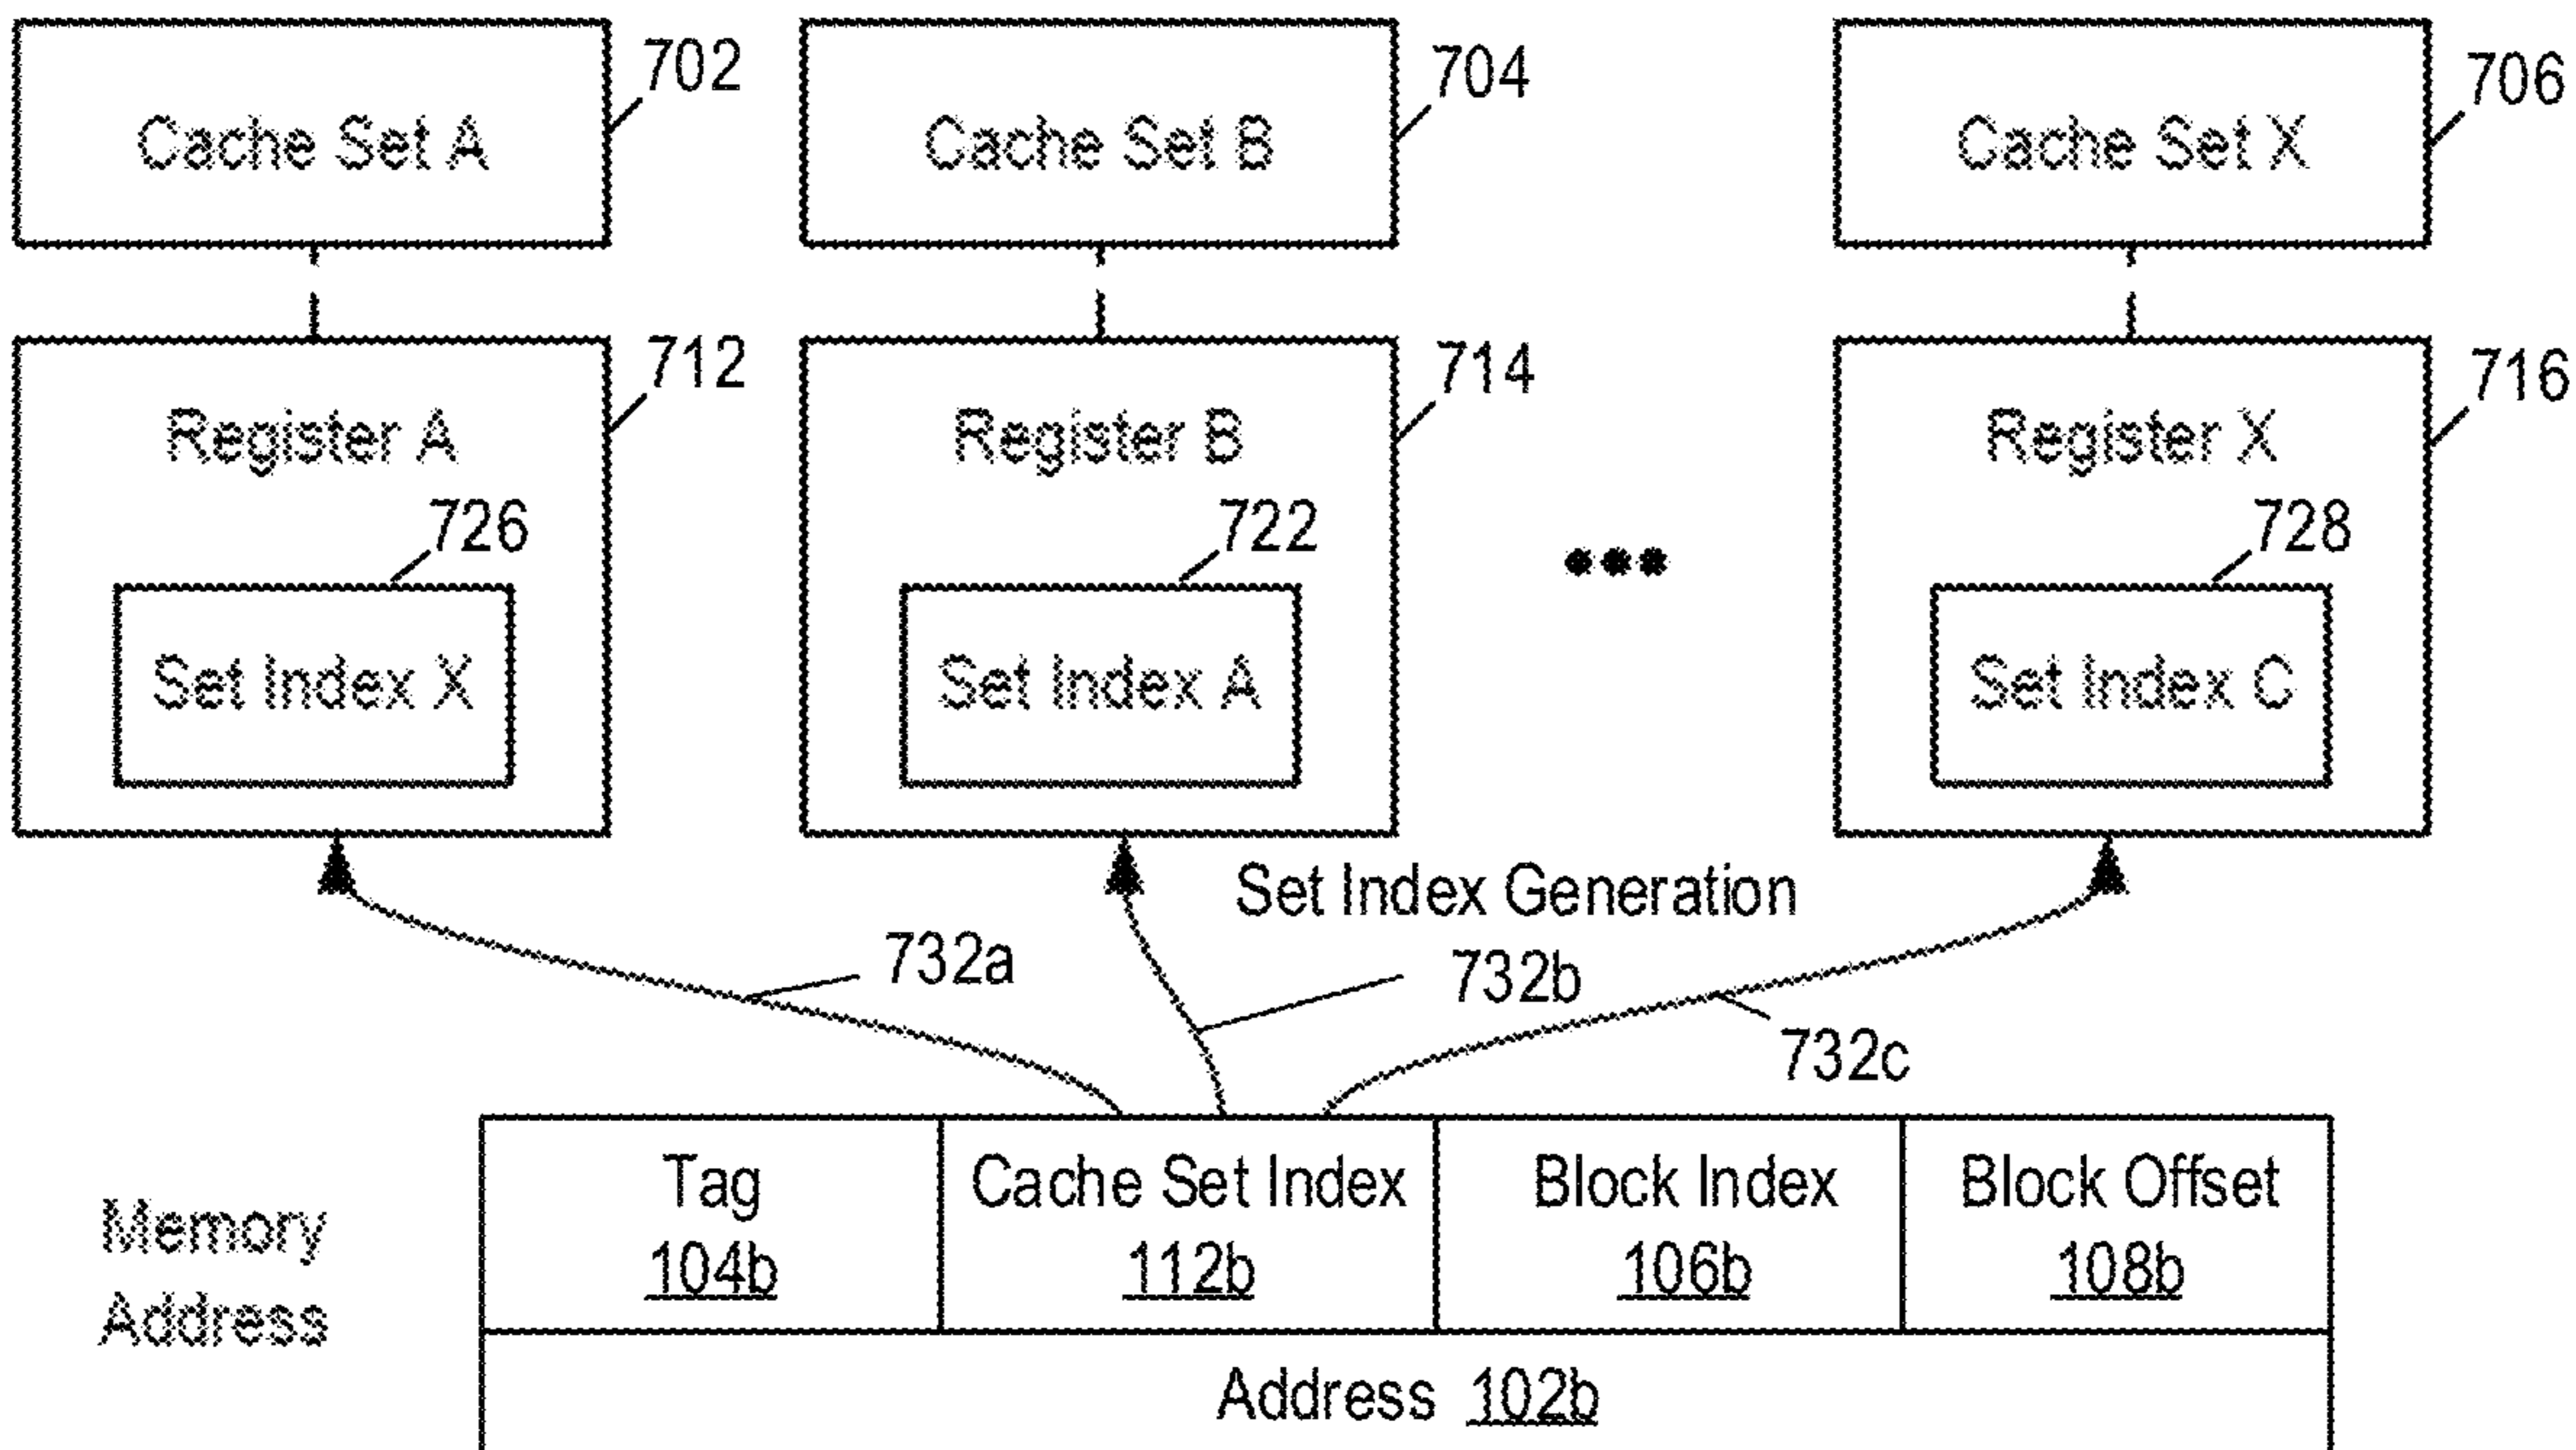 702
704
706
Cache Set A
Cache Set B
Cache Set X
712
714
716
Register A
Register B
Register X
726
722
728
Set Index X
Set Index A
Set Index C
Set Index Generation
732a
732b
732c
Memory
Address
Tag
104b
Cache Set Index
112b
Block Index
106b
Block Offset
108b
Address 102b